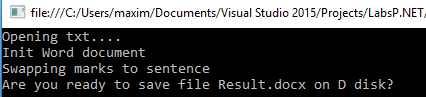 file:///C:/Users/maxim/Documents/Visual Studio 2015/Projects/LabsP.NET/
Opening txt....
Init Word document
Swapping marks to sentence
Are you ready to save file Result.docx on D disk?